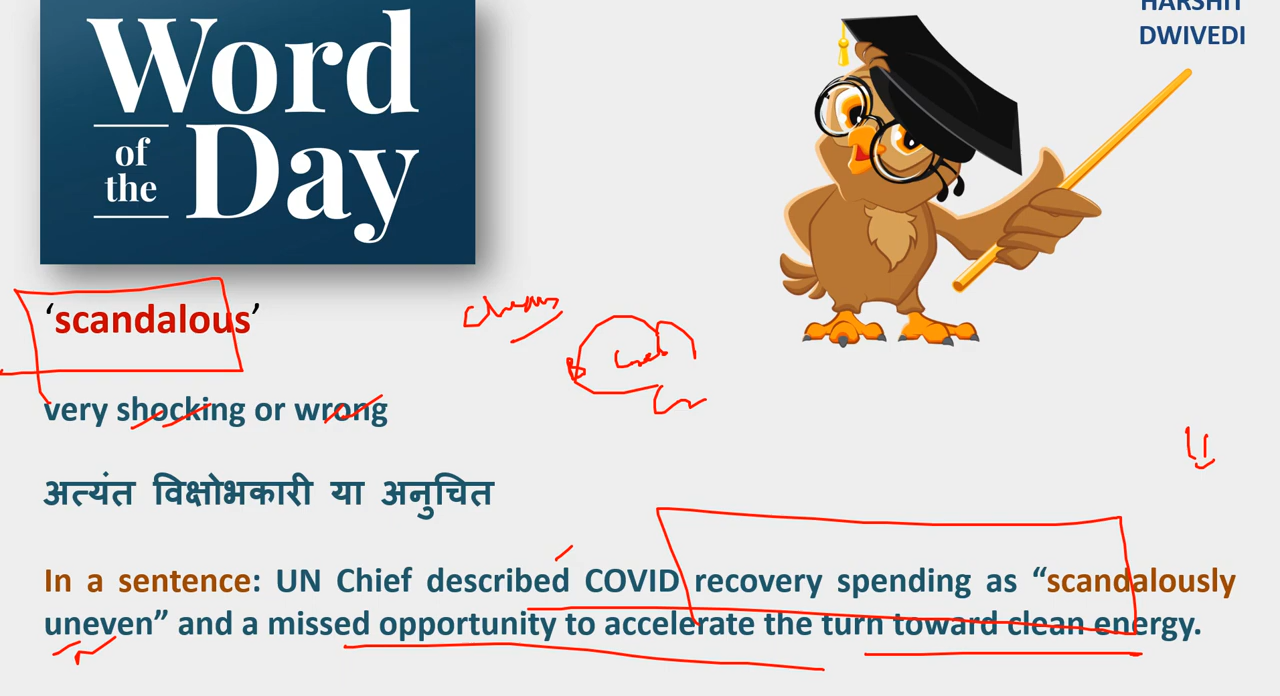 HARSHIT
DWIVEDI
Word
of
the
Day
‘scandalous’
very shocking or wrong
अत्यंत विक्षोभकारी या अनुचित
In a sentence: UN Chief described COVID recovery spending as “scandalously
uneven” and a missed opportunity to accelerate the turn toward clean energy.